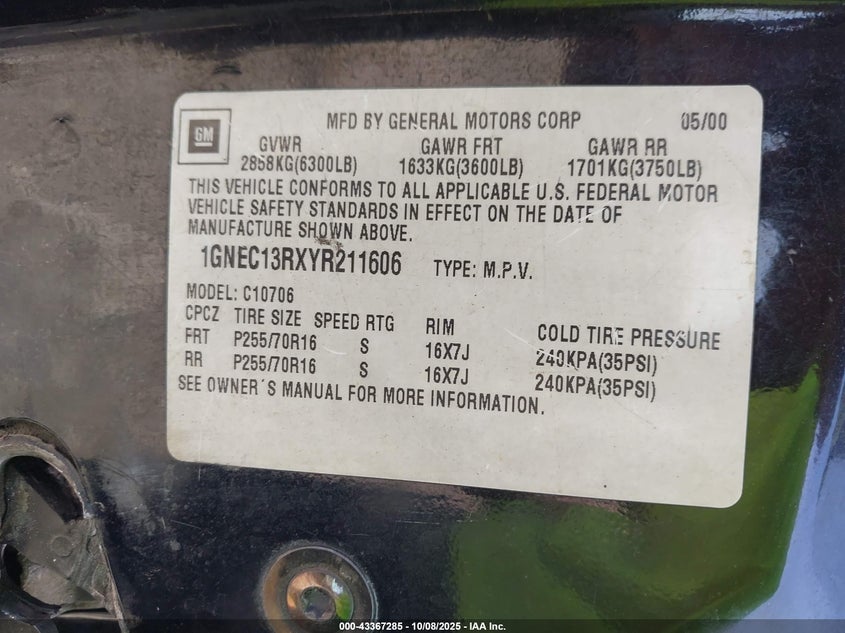 GM
MFD BY GENERAL MOTORS CORP 05/00
GVWR GAWR FRT GAWR RR
2858KG(6300LB) 1633KG(3600LB) 1701KG(3750LB)
THIS VEHICLE CONFORMS TO ALL APPLICABLE U.S. FEDERAL MOTOR
VEHICLE SAFETY STANDARDS IN EFFECT ON THE DATE OF
MANUFACTURE SHOWN ABOVE.
1GNEC13RXYR211606 TYPE: M.P.V.
MODEL: C10706
CPCZ TIRE SIZE SPEED RTG RIM COLD TIRE PRESSURE
FRT P255/70R16 S 16X7J 240KPA(35PSI)
RR P255/70R16 S 16X7J 240KPA(35PSI)
SEE OWNER´S MANUAL FOR MORE INFORMATION.
000-43367285 - 10/08/2025 - IAA Inc.